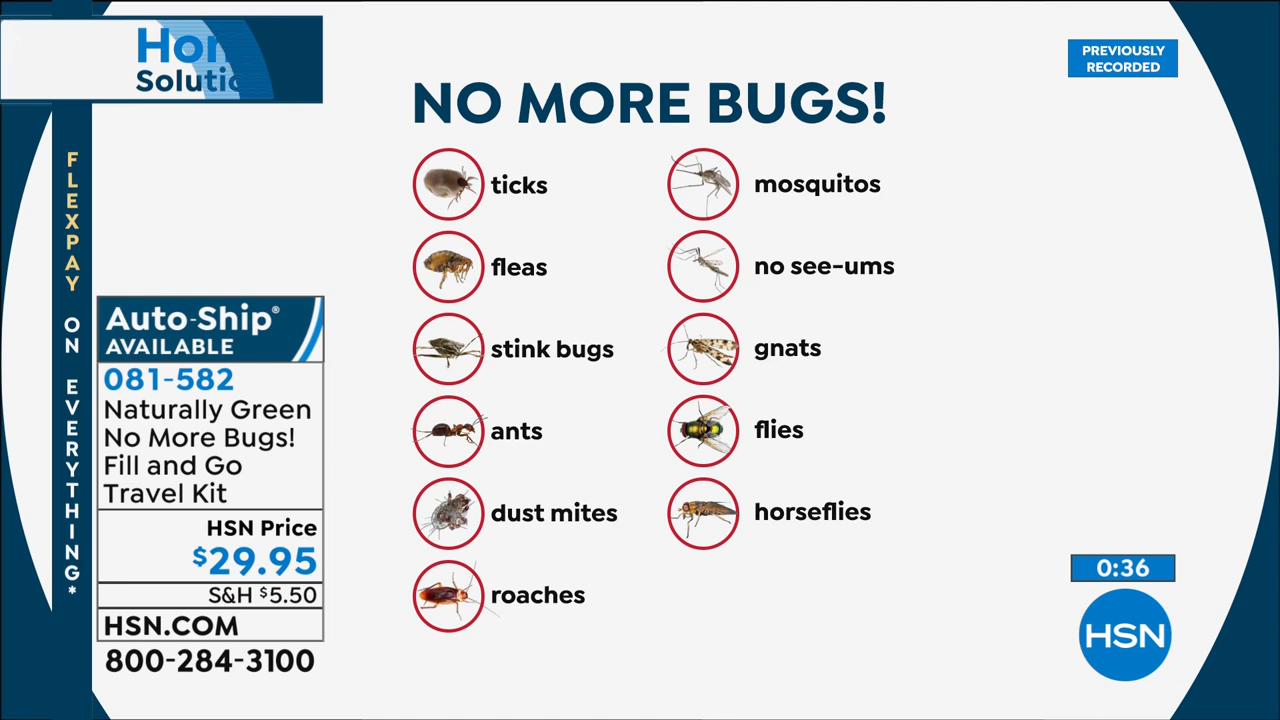 Hor
Solutio
PREVIOUSLY
RECORDED
NO MORE BUGS!
ticks
fleas
stink bugs
ants
dust mites
roaches
mosquitos
no see-ums
gnats
flies
horseflies
FLEXPAY ON EVERYTHING*
Auto-Ship®
AVAILABLE
081-582
Naturally Green
No More Bugs!
Fill and Go
Travel Kit
HSN Price
$29.95
S&H $5.50
HSN.COM
800-284-3100
0:36
HSN